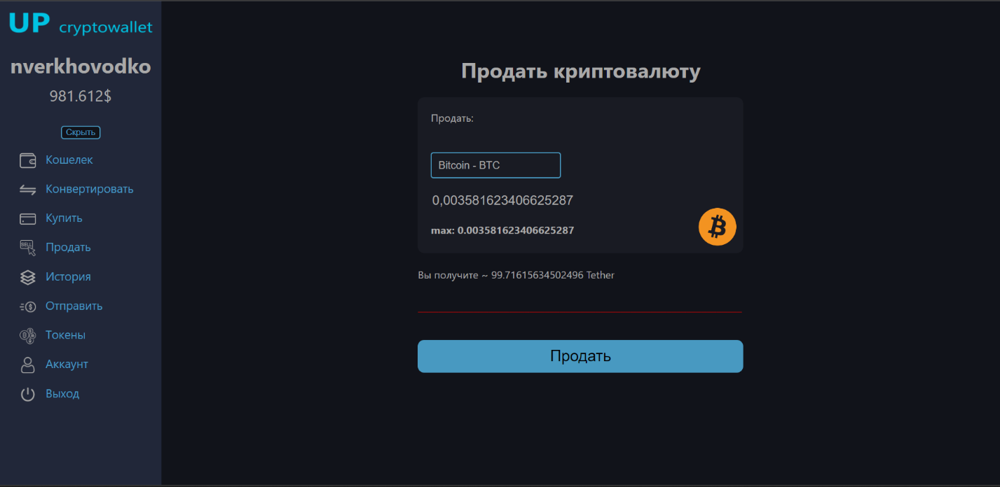 UP cryptowallet
nverkhovodko
981.612$
Скрыть
Кошелек
Конвертировать
Купить
SELL Продать
История
Отправить
Токены
Аккаунт
Выход
Продать криптовалюту
Продать:
Bitcoin - BTC
0,003581623406625287
max: 0.003581623406625287
Вы получите ~ 99.71615634502496 Tether
Продать